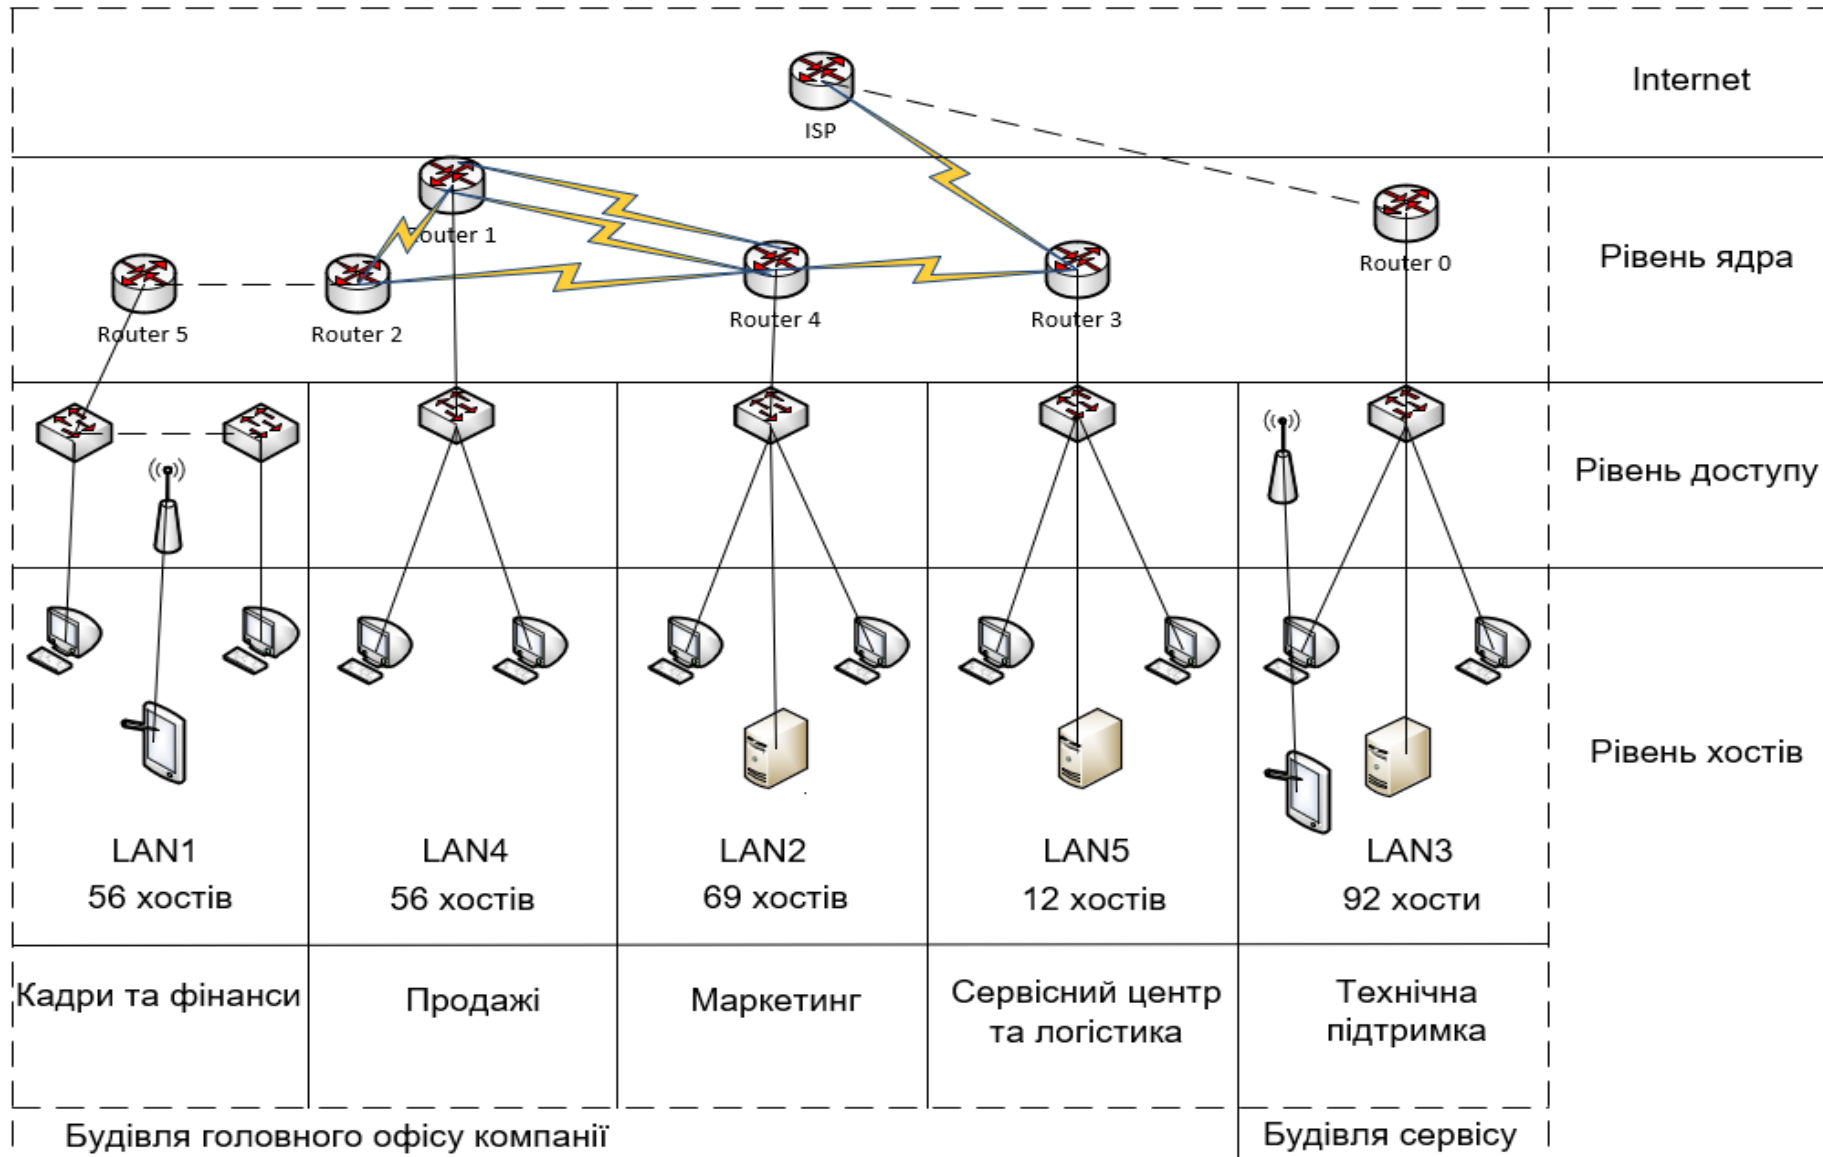 Internet
ISP
Router 1
Router 0
Рівень ядра
Router 5
Router 2
Router 4
Router 3
Рівень доступу
Рівень хостів
LAN1
56 хостів
LAN4
56 хостів
LAN2
69 хостів
LAN5
12 хостів
LAN3
92 хости
Кадри та фінанси
Продажі
Маркетинг
Сервісний центр
та логістика
Технічна
підтримка
Будівля головного офісу компанії
Будівля сервісу